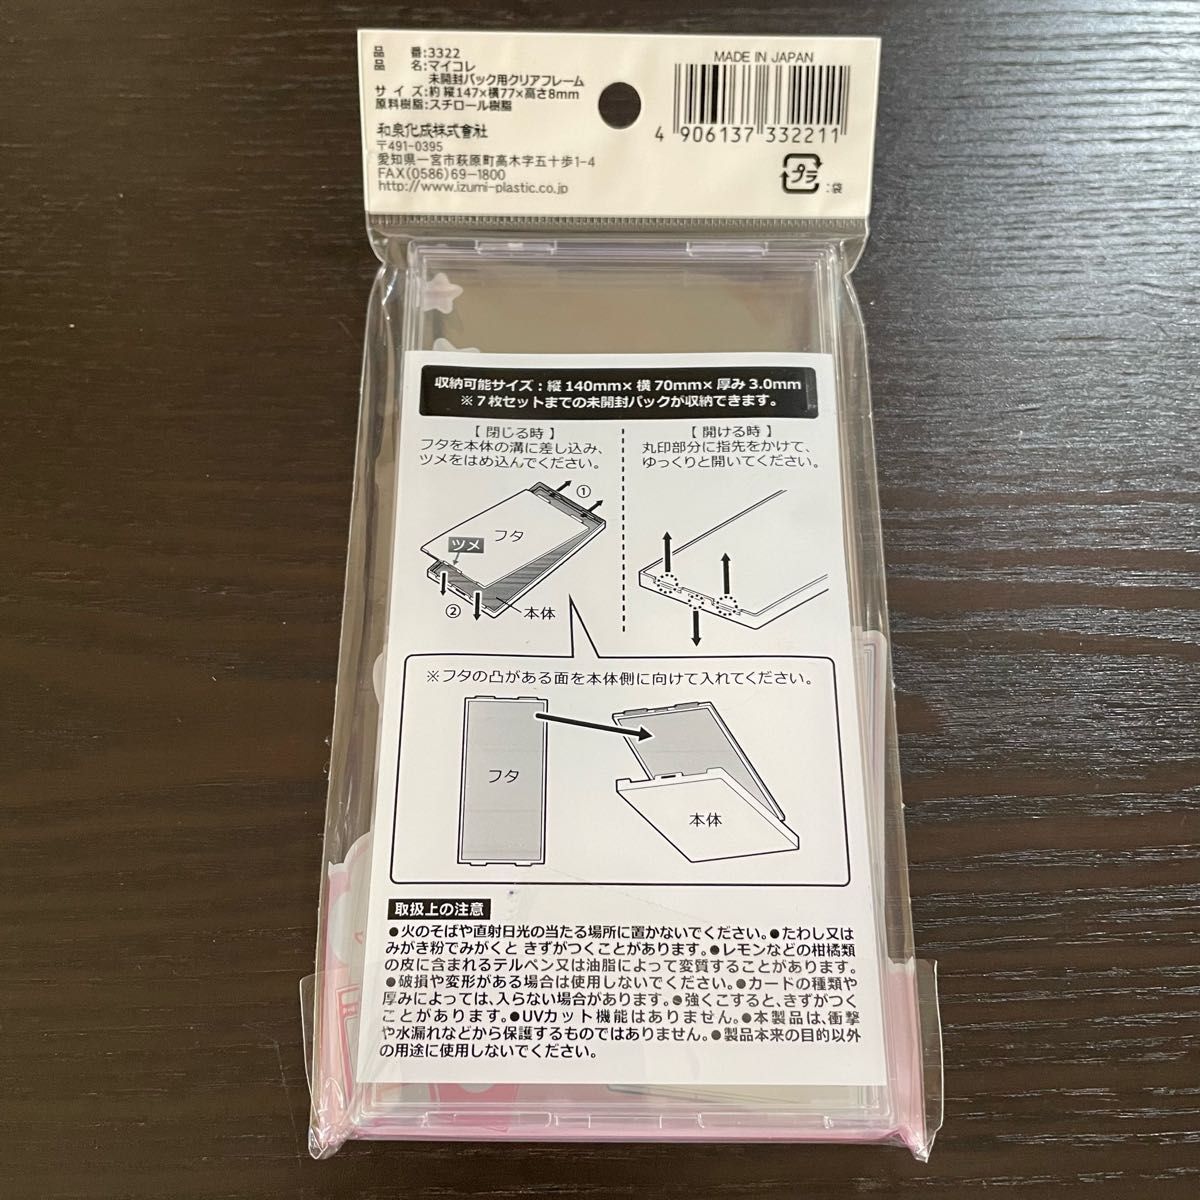 品　番:3322
品　名:マイコレ
未開封パック用クリアフレーム
サイズ:約 縦147×横77×高さ8mm
原料樹脂:スチロール樹脂
和泉化成株式會社
〒491-0395
愛知県一宮市萩原町高木字五十歩1-4
FAX(0586)69-1800
http://www.izumi-plastic.co.jp
MADE IN JAPAN
4 906137 332211
プラ :袋
収納可能サイズ：縦140mm×横70mm×厚み3.0mm
※７枚セットまでの未開封パックが収納できます。
【 閉じる時 】
フタを本体の溝に差し込み、
ツメをはめ込んでください。
【 開ける時 】
丸印部分に指先をかけて、
ゆっくりと開いてください。
①
フタ
ツメ
②
本体
※フタの凸がある面を本体側に向けて入れてください。
フタ
本体
取扱上の注意
●火のそばや直射日光の当たる場所に置かないでください。●たわし又は
みがき粉でみがくと きずがつくことがあります。●レモンなどの柑橘類
の皮に含まれるテルペン又は油脂によって変質することがあります。
●破損や変形がある場合は使用しないでください。●カードの種類や
厚みによっては、入らない場合があります。●強くこすると、きずがつく
ことがあります。●UVカット機能はありません。●本製品は、衝撃
や水漏れなどから保護するものではありません。●製品本来の目的以外
の用途に使用しないでください。